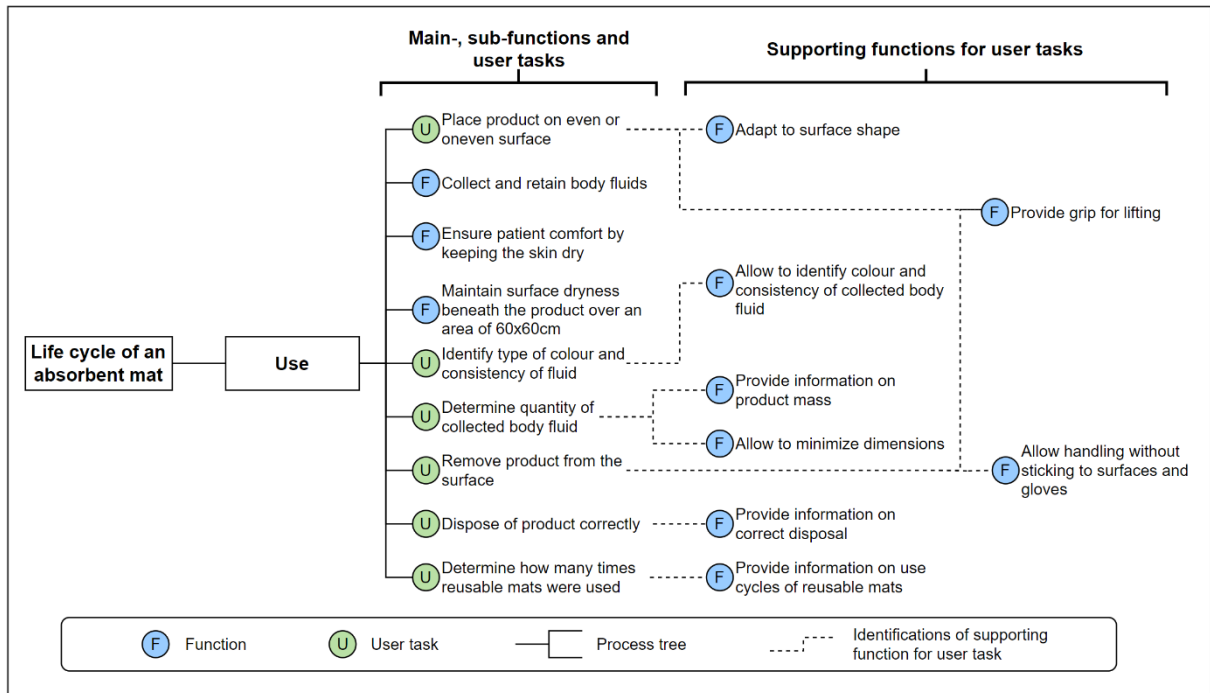 Main-, sub-functions and
user tasks
Supporting functions for user tasks
Life cycle of an
absorbent mat
Use
U
Place product on even or
oneven surface
F
Adapt to surface shape
F
Collect and retain body fluids
F
Provide grip for lifting
F
Ensure patient comfort by
keeping the skin dry
F
Maintain surface dryness
beneath the product over an
area of 60x60cm
F
Allow to identify colour and
consistency of collected body
fluid
U
Identify type of colour and
consistency of fluid
U
Determine quantity of
collected body fluid
F
Provide information on
product mass
F
Allow to minimize dimensions
U
Remove product from the
surface
F
Allow handling without
sticking to surfaces and
gloves
U
Dispose of product correctly
F
Provide information on
correct disposal
U
Determine how many times
reusable mats were used
F
Provide information on use
cycles of reusable mats
F
Function
U
User task
Process tree
Identifications of supporting
function for user task